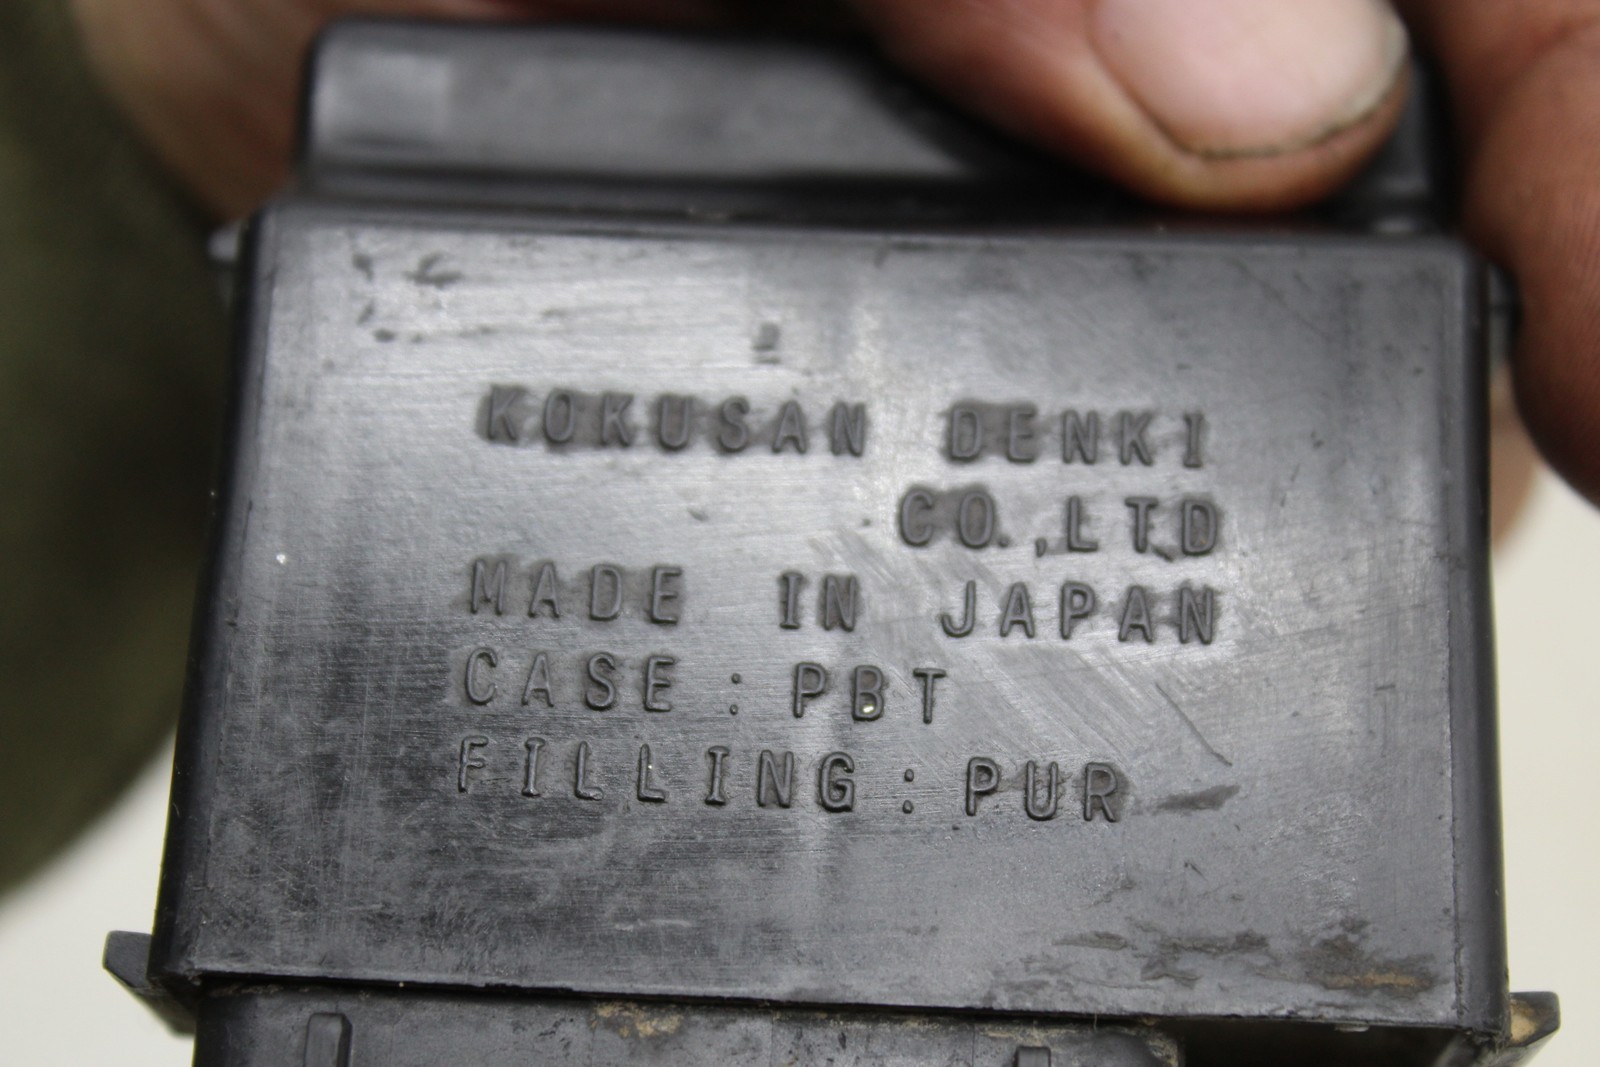 KOKUSAN DENKI
CO.,LTD
MADE IN JAPAN
CASE:PBT
FILLING:PUR